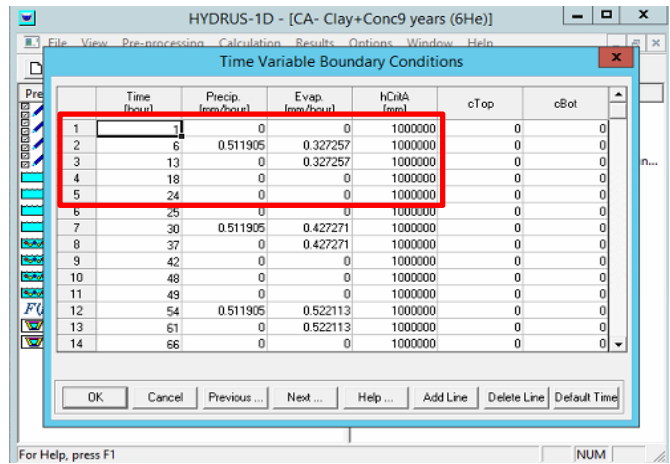 HYDRUS-1D - [CA- Clay+Conc9 years (6He)]
File View Pre-processing Calculation Results Options Window Help
Time Variable Boundary Conditions
Pre
Time [hour] Precip. [mm/hour] Evap. [mm/hour] hCritA [mm] cTop cBot
1 1 0 0 1000000 0 0
2 6 0.511905 0.327257 1000000 0 0
3 13 0 0.327257 1000000 0 0
4 18 0 0 1000000 0 0
5 24 0 0 1000000 0 0
6 25 0 0 1000000 0 0
7 30 0.511905 0.427271 1000000 0 0
8 37 0 0.427271 1000000 0 0
9 42 0 0 1000000 0 0
10 48 0 0 1000000 0 0
11 49 0 0 1000000 0 0
12 54 0.511905 0.522113 1000000 0 0
13 61 0 0.522113 1000000 0 0
14 66 0 0 1000000 0 0
n...
OK Cancel Previous ... Next ... Help ... Add Line Delete Line Default Time
For Help, press F1 NUM